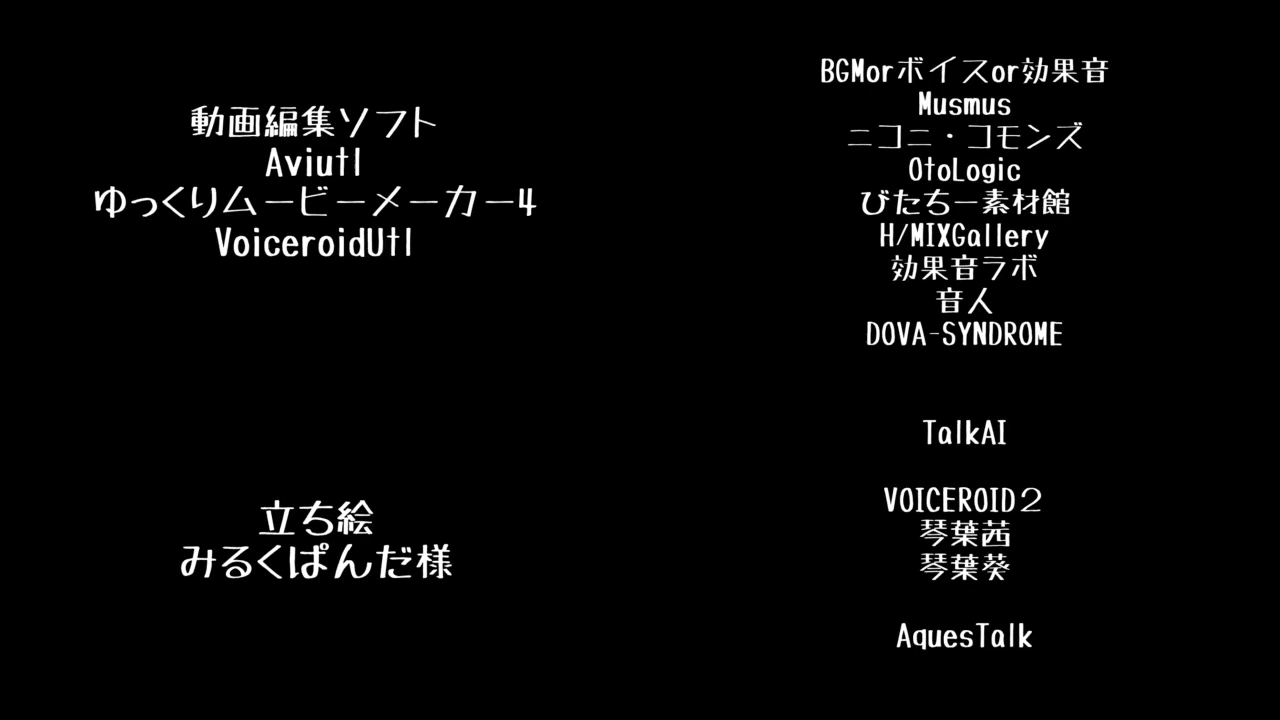 動画編集ソフト
Aviutl
ゆっくりムービーメーカー4
VoiceroidUtl
立ち絵
みるくぱんだ様
BGMorボイスor効果音
Musmus
ニコニ・コモンズ
OtoLogic
びたちー素材館
H/MIXGallery
効果音ラボ
音人
DOVA-SYNDROME
TalkAI
VOICEROID２
琴葉茜
琴葉葵
AquesTalk